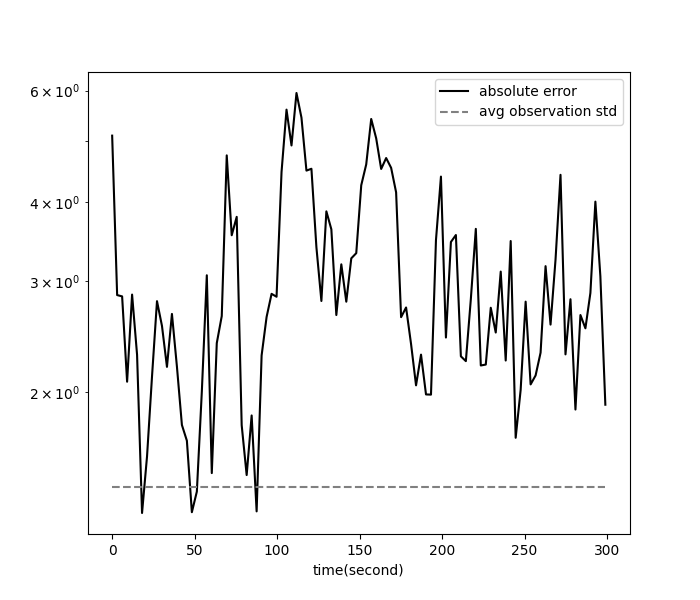 absolute error
avg observation std
6 × 10⁰
4 × 10⁰
3 × 10⁰
2 × 10⁰
0 50 100 150 200 250 300
time(second)